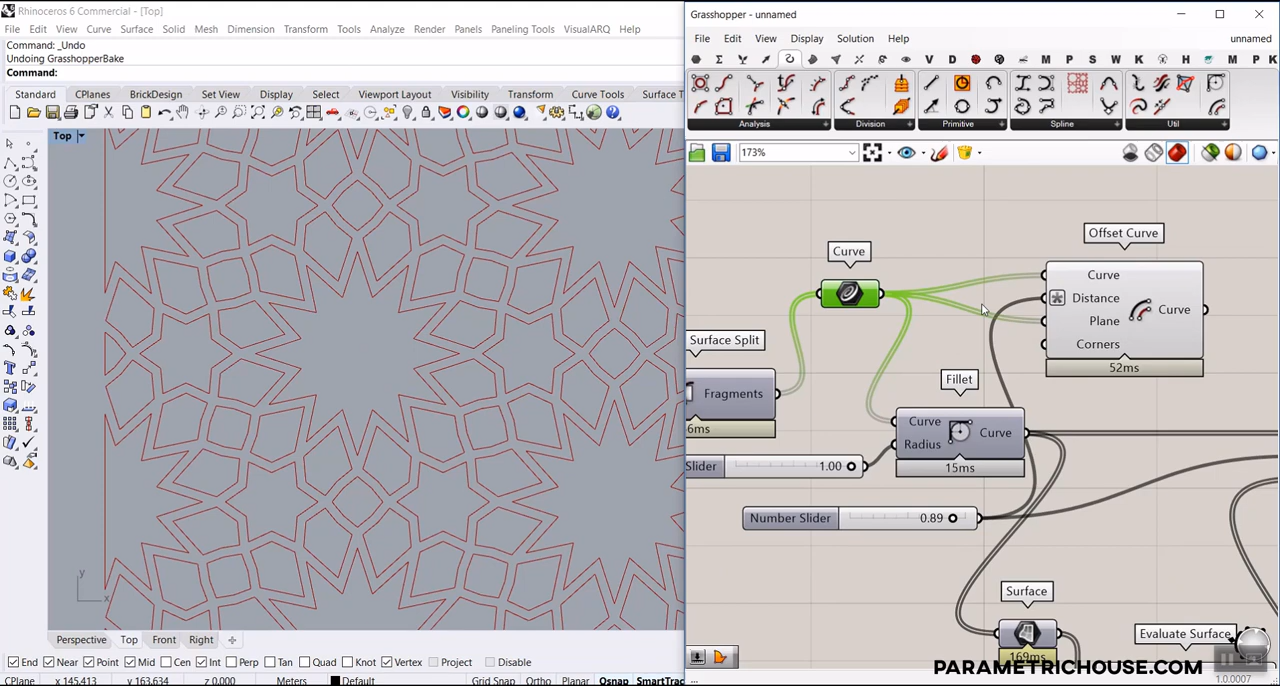 Rhinoceros 6 Commercial - [Top]
File Edit View Curve Surface Solid Mesh Dimension Transform Tools Analyze Render Panels Paneling Tools VisualARQ Help
Command: _Undo
Undoing GrasshopperBake
Command:
Standard CPlanes BrickDesign Set View Display Select Viewport Layout Visibility Transform Curve Tools Surface T
Top
y
x
Perspective Top Front Right
End Near Point Mid Cen Int Perp Tan Quad Knot Vertex Project Disable
CPlane x 145.413 y 163.634 z 0.000 Meters Default Grid Snap Ortho Planar Osnap SmartTrac
Grasshopper - unnamed
File Edit View Display Solution Help unnamed
V D M P S W K H M P K
Analysis Division Primitive Spline Util
173%
Offset Curve
Curve
Curve
Distance
Plane
Corners
Curve
52ms
Surface Split
Fragments
6ms
Fillet
Curve
Radius
Curve
15ms
Slider 1.00
Number Slider 0.89
Surface
169ms
Evaluate Surface
PARAMETRICHOUSE.COM
1.0.0007